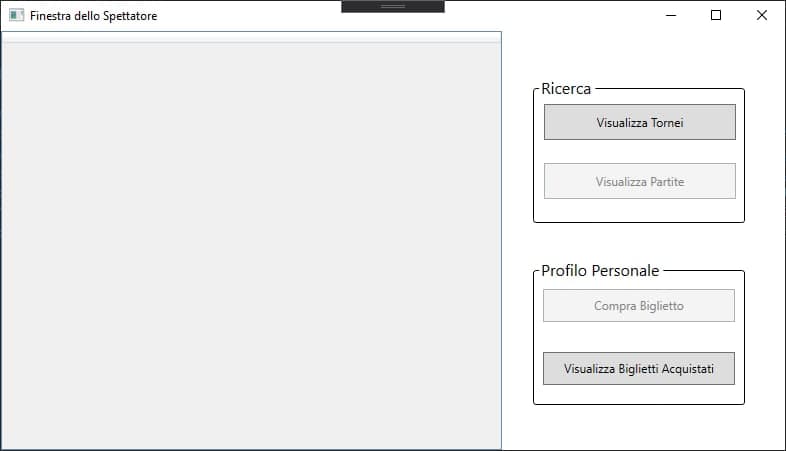 Finestra dello Spettatore
Ricerca
Visualizza Tornei
Visualizza Partite
Profilo Personale
Compra Biglietto
Visualizza Biglietti Acquistati